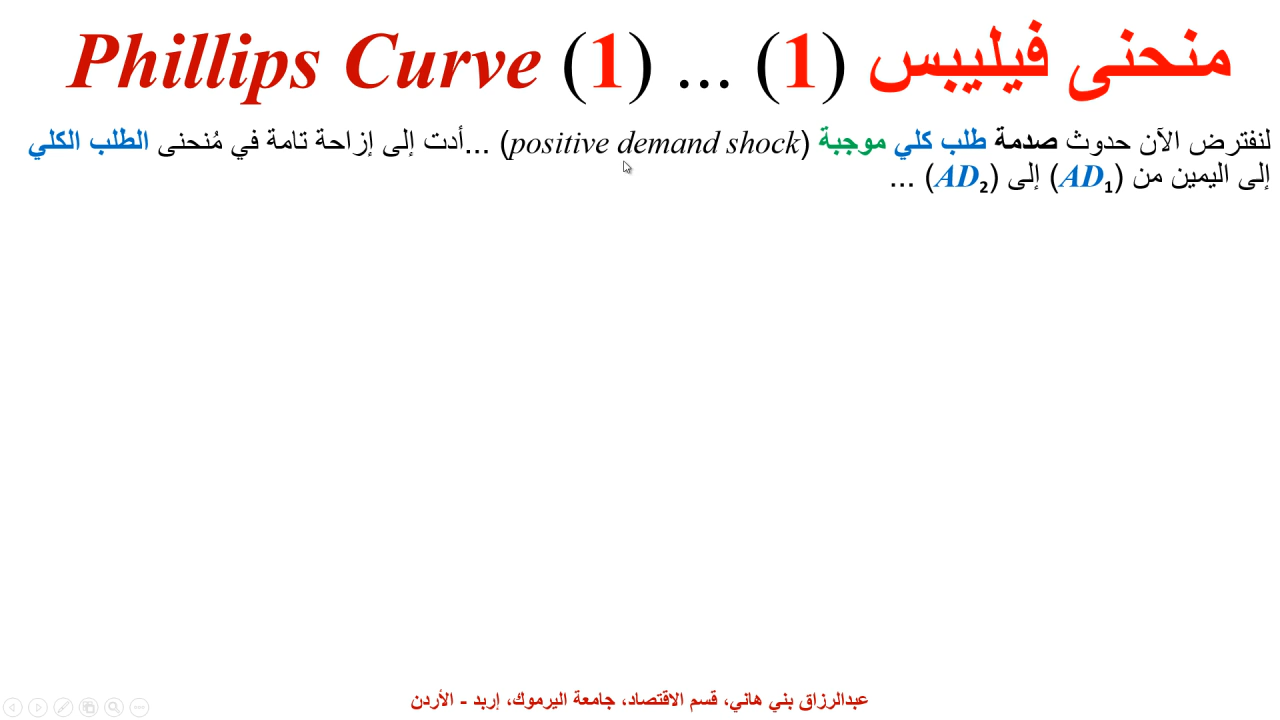 منحنى فيليبس (1) ... Phillips Curve (1)
لنفترض الآن حدوث صدمة طلب كلي موجبة (positive demand shock) ...أدت إلى إزاحة تامة في مُنحنى الطلب الكلي
إلى اليمين من (AD1) إلى (AD2) ...
عبدالرزاق بني هاني، قسم الاقتصاد، جامعة اليرموك، إربد - الأردن